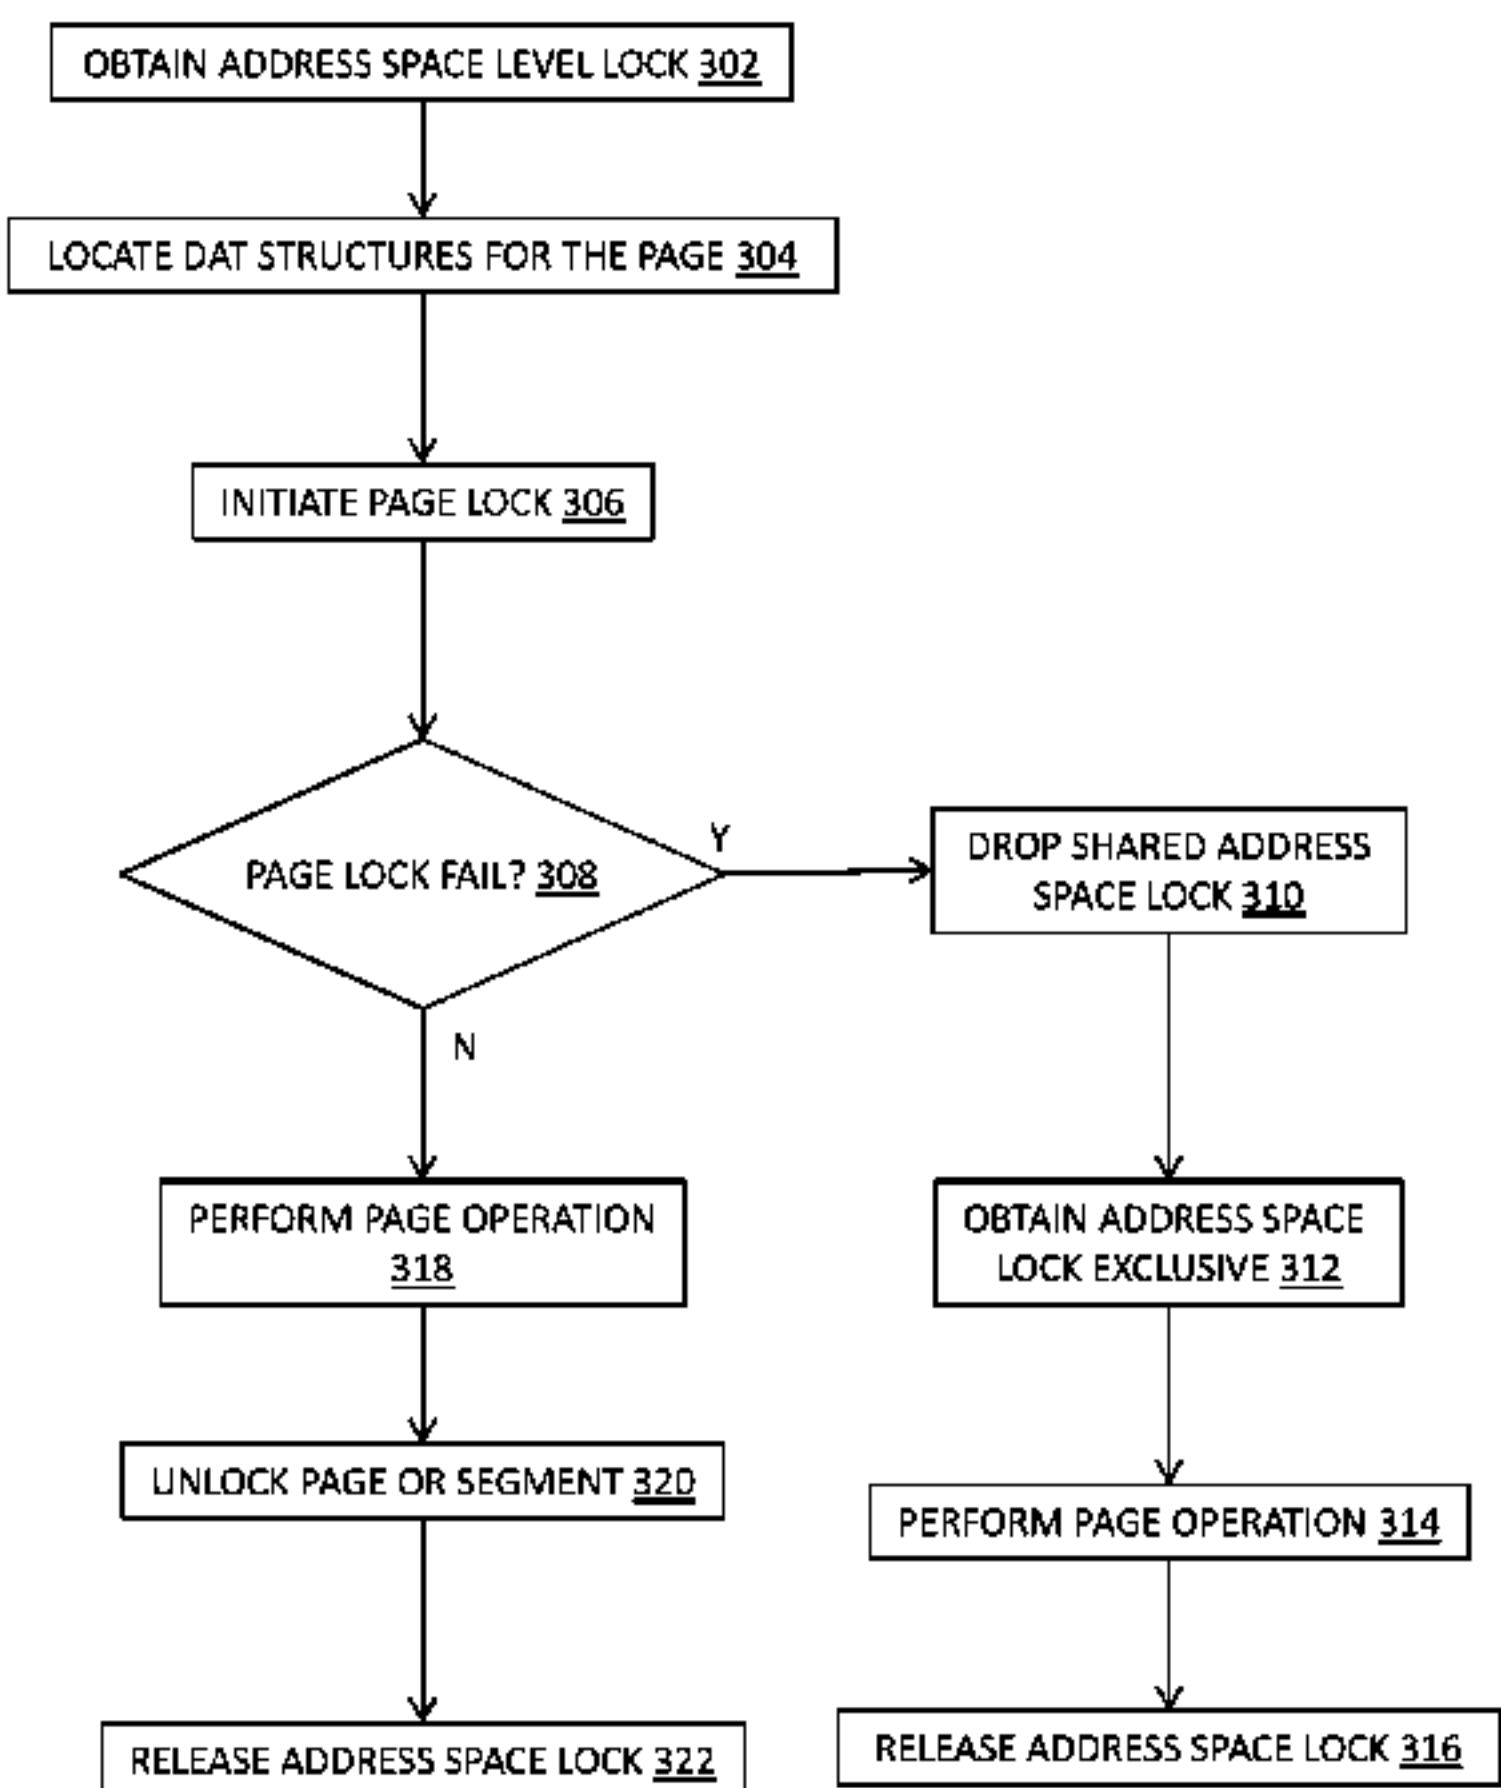 OBTAIN ADDRESS SPACE LEVEL LOCK 302
LOCATE DAT STRUCTURES FOR THE PAGE 304
INITIATE PAGE LOCK 306
PAGE LOCK FAIL? 308
Y
DROP SHARED ADDRESS
SPACE LOCK 310
N
PERFORM PAGE OPERATION
318
OBTAIN ADDRESS SPACE
LOCK EXCLUSIVE 312
UNLOCK PAGE OR SEGMENT 320
PERFORM PAGE OPERATION 314
RELEASE ADDRESS SPACE LOCK 322
RELEASE ADDRESS SPACE LOCK 316